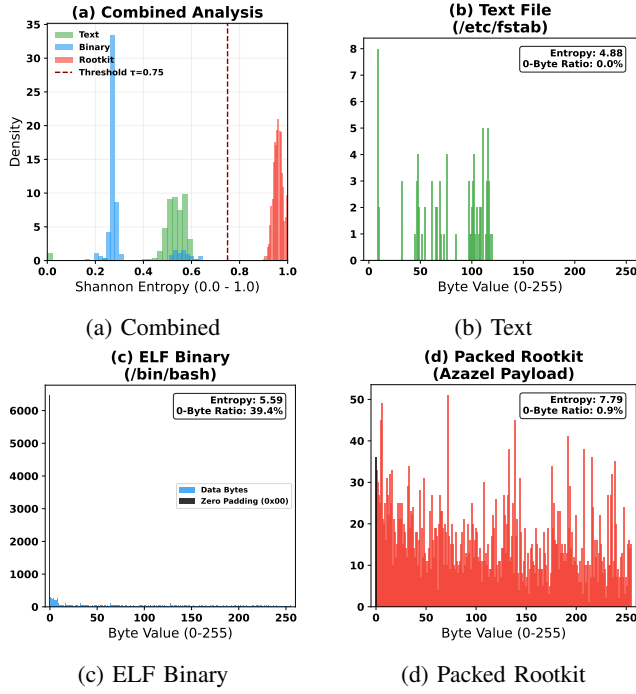 (a) Combined Analysis
Text
Binary
Rootkit
Threshold τ=0.75
Density
35
30
25
20
15
10
5
0
0.0 0.2 0.4 0.6 0.8 1.0
Shannon Entropy (0.0 - 1.0)
(a) Combined
(b) Text File
(/etc/fstab)
Entropy: 4.88
0-Byte Ratio: 0.0%
8
7
6
5
4
3
2
1
0
0 50 100 150 200 250
Byte Value (0-255)
(b) Text
(c) ELF Binary
(/bin/bash)
Entropy: 5.59
0-Byte Ratio: 39.4%
Data Bytes
Zero Padding (0x00)
6000
5000
4000
3000
2000
1000
0
0 50 100 150 200 250
Byte Value (0-255)
(c) ELF Binary
(d) Packed Rootkit
(Azazel Payload)
Entropy: 7.79
0-Byte Ratio: 0.9%
50
40
30
20
10
0
0 50 100 150 200 250
Byte Value (0-255)
(d) Packed Rootkit